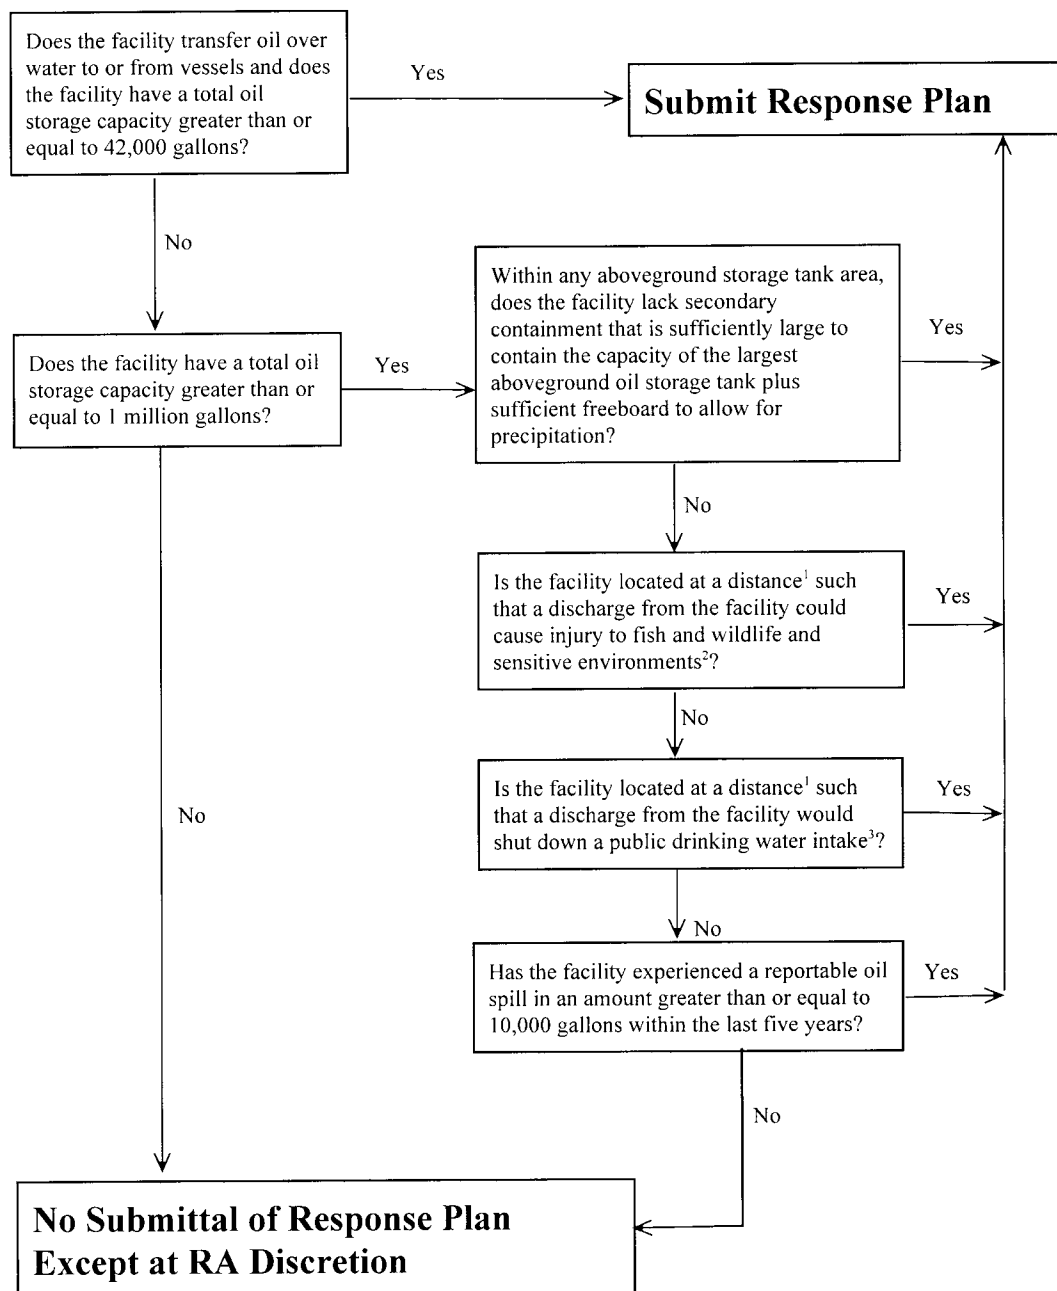 Does the facility transfer oil over
water to or from vessels and does
the facility have a total oil
storage capacity greater than or
equal to 42,000 gallons?
Yes
Submit Response Plan
No
Within any aboveground storage tank area,
does the facility lack secondary
containment that is sufficiently large to
contain the capacity of the largest
aboveground oil storage tank plus
sufficient freeboard to allow for
precipitation?
Yes
Does the facility have a total oil
storage capacity greater than or
equal to 1 million gallons?
Yes
No
Is the facility located at a distance¹ such
that a discharge from the facility could
cause injury to fish and wildlife and
sensitive environments²?
Yes
No
Is the facility located at a distance¹ such
that a discharge from the facility would
shut down a public drinking water intake³?
Yes
No
No
Has the facility experienced a reportable oil
spill in an amount greater than or equal to
10,000 gallons within the last five years?
Yes
No
No Submittal of Response Plan
Except at RA Discretion